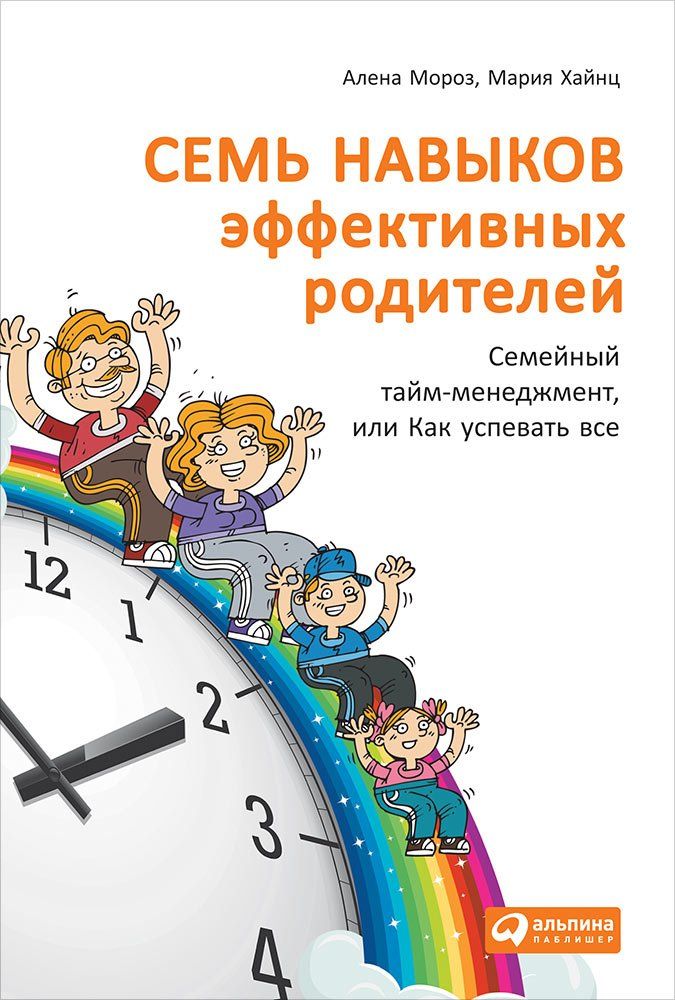 Алена Мороз, Мария Хайнц
СЕМЬ НАВЫКОВ
эффективных
родителей
Семейный
тайм-менеджмент,
или Как успевать все
12
1
2
3
4
альпина
ПАБЛИШЕР